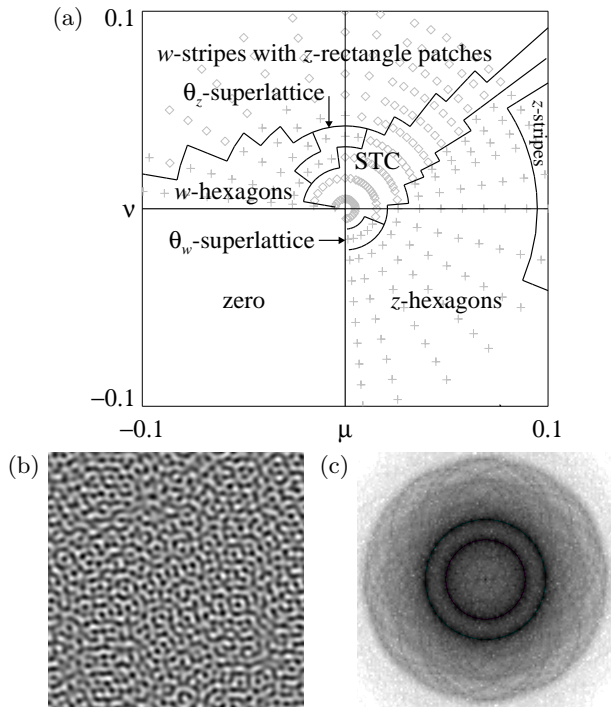 (a)
0.1
w-stripes with z-rectangle patches
θz-superlattice
z-stripes
STC
w-hexagons
ν
θw-superlattice
zero
z-hexagons
−0.1
−0.1
μ
0.1
(b)
(c)